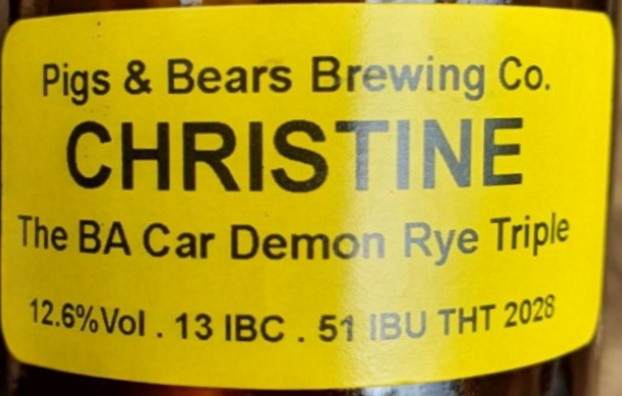 Pigs & Bears Brewing Co.
CHRISTINE
The BA Car Demon Rye Triple
12.6%Vol . 13 IBC . 51 IBU THT 2028